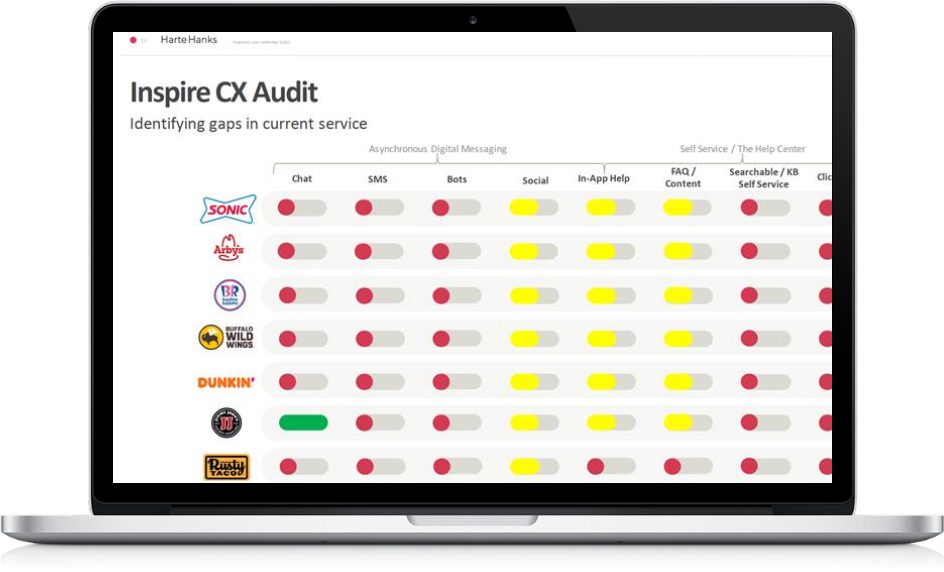 Harte Hanks
Inspire CX Audit
Identifying gaps in current service
Asynchronous Digital Messaging
Self Service / The Help Center
Chat
SMS
Bots
Social
In-App Help
FAQ /
Content
Searchable / KB
Self Service
Clic
SONIC
Arby's
BR
BUFFALO
WILD
WINGS
DUNKIN'
JJ
Rusty
TACO